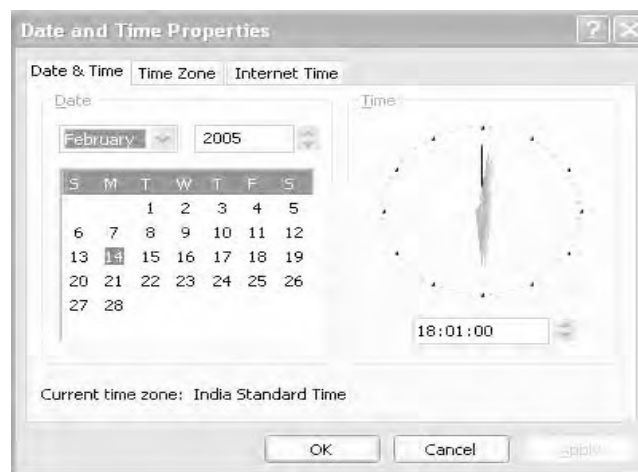 Date and Time Properties
Date & Time Time Zone Internet Time
Date
Time
February 2005
S M T W T F S
1 2 3 4 5
6 7 8 9 10 11 12
13 14 15 16 17 18 19
20 21 22 23 24 25 26
27 28
18:01:00
Current time zone: India Standard Time
OK Cancel Apply